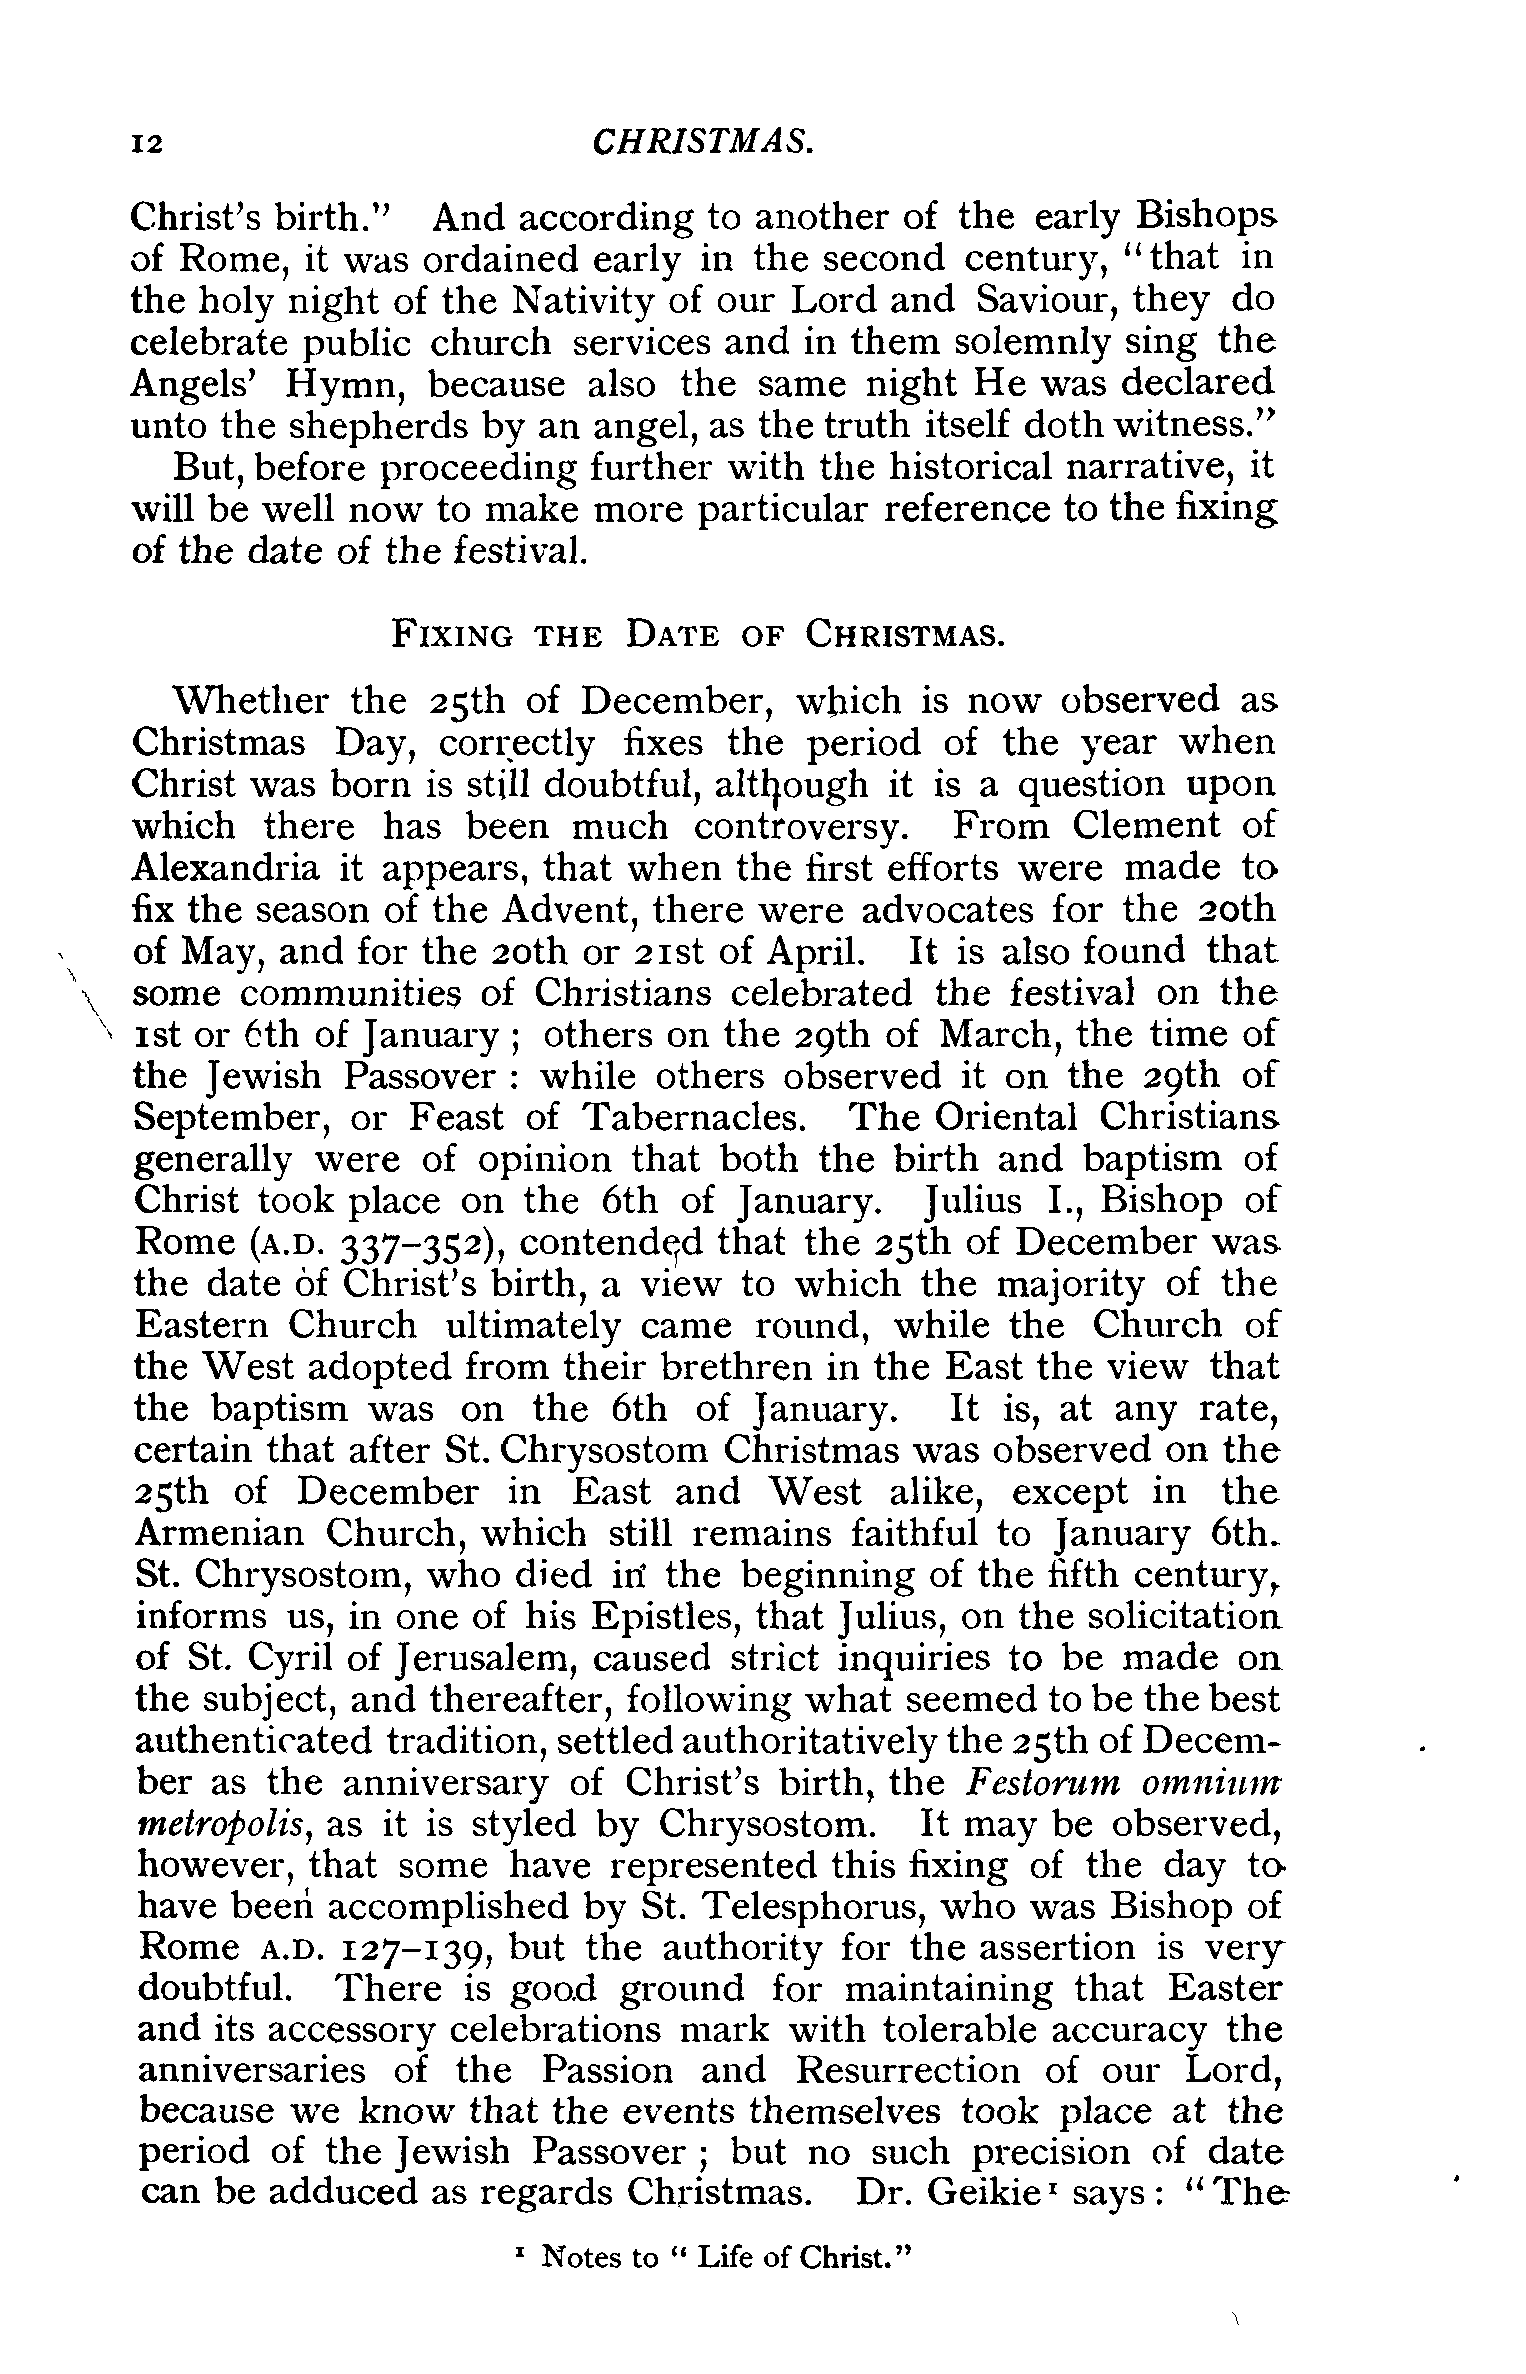 12 CHRISTMAS.
Christ's birth." And according to another of the early Bishops
of Rome, it was ordained early in the second century, "that in
the holy night of the Nativity of our Lord and Saviour, they do
celebrate public church services and in them solemnly sing the
Angels' Hymn, because also the same night He was declared
unto the shepherds by an angel, as the truth itself doth witness."
But, before proceeding further with the historical narrative, it
will be well now to make more particular reference to the fixing
of the date of the festival.
FIXING THE DATE OF CHRISTMAS.
Whether the 25th of December, which is now observed as
Christmas Day, correctly fixes the period of the year when
Christ was born is still doubtful, although it is a question upon
which there has been much controversy. From Clement of
Alexandria it appears, that when the first efforts were made to
fix the season of the Advent, there were advocates for the 20th
of May, and for the 20th or 21st of April. It is also found that
some communities of Christians celebrated the festival on the
1st or 6th of January ; others on the 29th of March, the time of
the Jewish Passover : while others observed it on the 29th of
September, or Feast of Tabernacles. The Oriental Christians
generally were of opinion that both the birth and baptism of
Christ took place on the 6th of January. Julius I., Bishop of
Rome (A.D. 337–352), contended that the 25th of December was
the date of Christ's birth, a view to which the majority of the
Eastern Church ultimately came round, while the Church of
the West adopted from their brethren in the East the view that
the baptism was on the 6th of January. It is, at any rate,
certain that after St. Chrysostom Christmas was observed on the
25th of December in East and West alike, except in the
Armenian Church, which still remains faithful to January 6th.
St. Chrysostom, who died in the beginning of the fifth century,
informs us, in one of his Epistles, that Julius, on the solicitation
of St. Cyril of Jerusalem, caused strict inquiries to be made on
the subject, and thereafter, following what seemed to be the best
authenticated tradition, settled authoritatively the 25th of Decem-
ber as the anniversary of Christ's birth, the Festorum omnium
metropolis, as it is styled by Chrysostom. It may be observed,
however, that some have represented this fixing of the day to
have been accomplished by St. Telesphorus, who was Bishop of
Rome A.D. 127–139, but the authority for the assertion is very
doubtful. There is good ground for maintaining that Easter
and its accessory celebrations mark with tolerable accuracy the
anniversaries of the Passion and Resurrection of our Lord,
because we know that the events themselves took place at the
period of the Jewish Passover ; but no such precision of date
can be adduced as regards Christmas. Dr. Geikie¹ says : "The
¹ Notes to "Life of Christ."